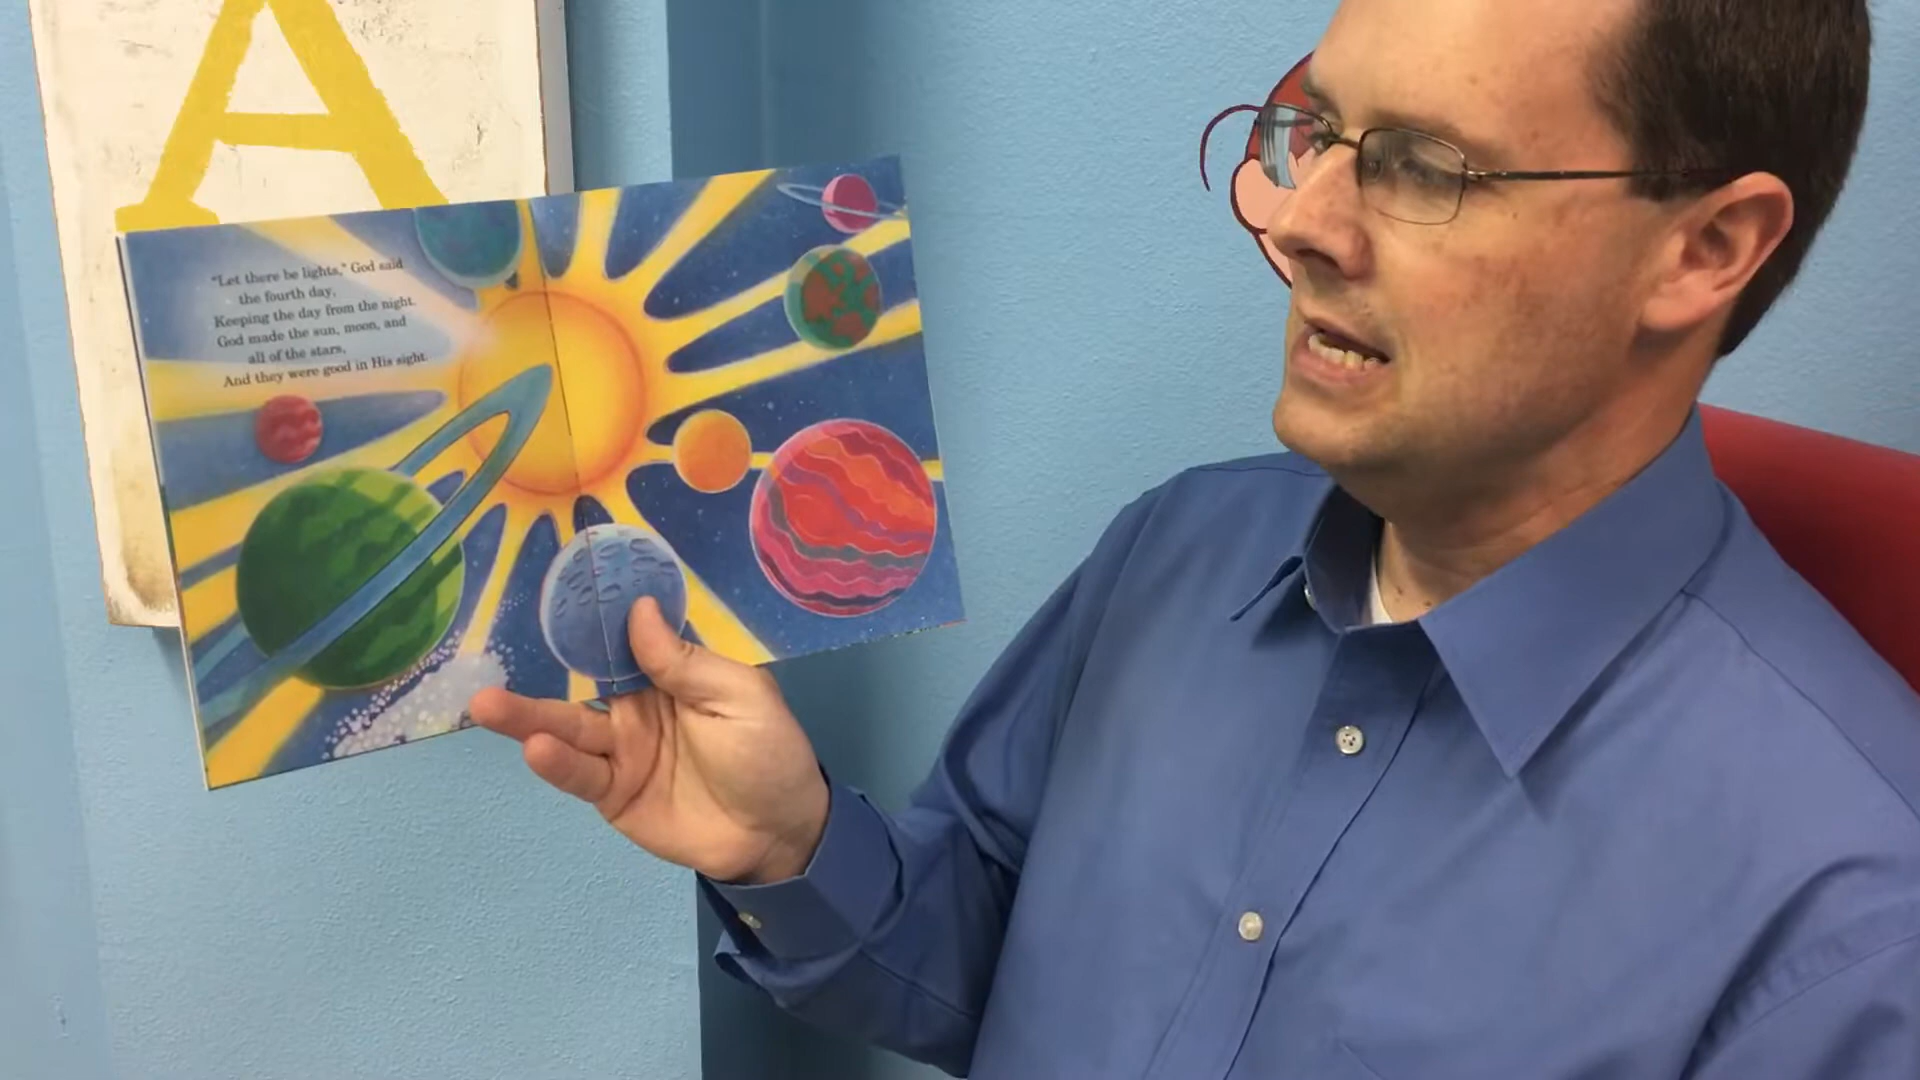 A
"Let there be lights," God said
the fourth day,
Keeping the day from the night.
God made the sun, moon, and
all of the stars,
And they were good in His sight.